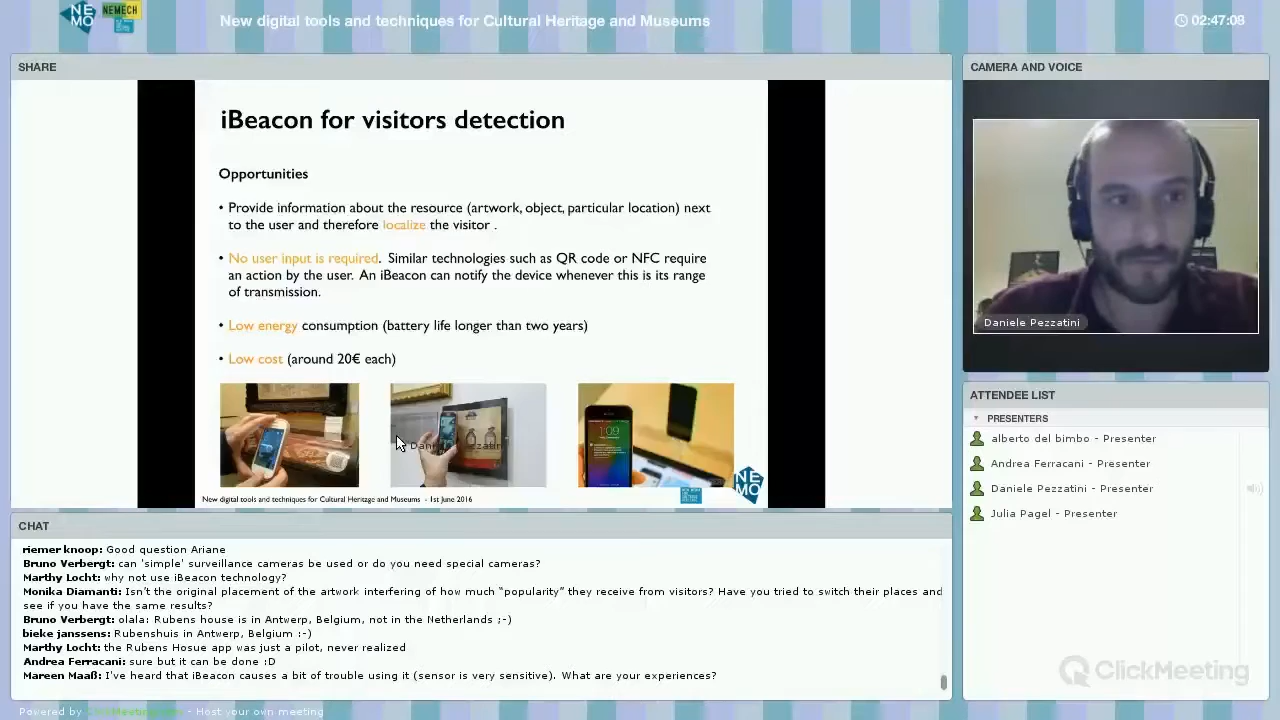 NE
MO
NEMECH
New digital tools and techniques for Cultural Heritage and Museums
02:47:08
SHARE
iBeacon for visitors detection
Opportunities
• Provide information about the resource (artwork, object, particular location) next
to the user and therefore localize the visitor .
• No user input is required. Similar technologies such as QR code or NFC require
an action by the user. An iBeacon can notify the device whenever this is its range
of transmission.
• Low energy consumption (battery life longer than two years)
• Low cost (around 20€ each)
1:09
New digital tools and techniques for Cultural Heritage and Museums - 1st June 2016
NE
MO
CAMERA AND VOICE
Daniele Pezzatini
ATTENDEE LIST
PRESENTERS
alberto del bimbo - Presenter
Andrea Ferracani - Presenter
Daniele Pezzatini - Presenter
Julia Pagel - Presenter
CHAT
riemer knoop: Good question Ariane
Bruno Verbergt: can 'simple' surveillance cameras be used or do you need special cameras?
Marthy Locht: why not use iBeacon technology?
Monika Diamanti: Isn't the original placement of the artwork interfering of how much "popularity" they receive from visitors? Have you tried to switch their places and
see if you have the same results?
Bruno Verbergt: olala: Rubens house is in Antwerp, Belgium, not in the Netherlands ;-)
bieke janssens: Rubenshuis in Antwerp, Belgium :-)
Marthy Locht: the Rubens Hosue app was just a pilot, never realized
Andrea Ferracani: sure but it can be done :D
Mareen Maaß: I've heard that iBeacon causes a bit of trouble using it (sensor is very sensitive). What are your experiences?
ClickMeeting
Powered by ClickMeeting.com - Host your own meeting